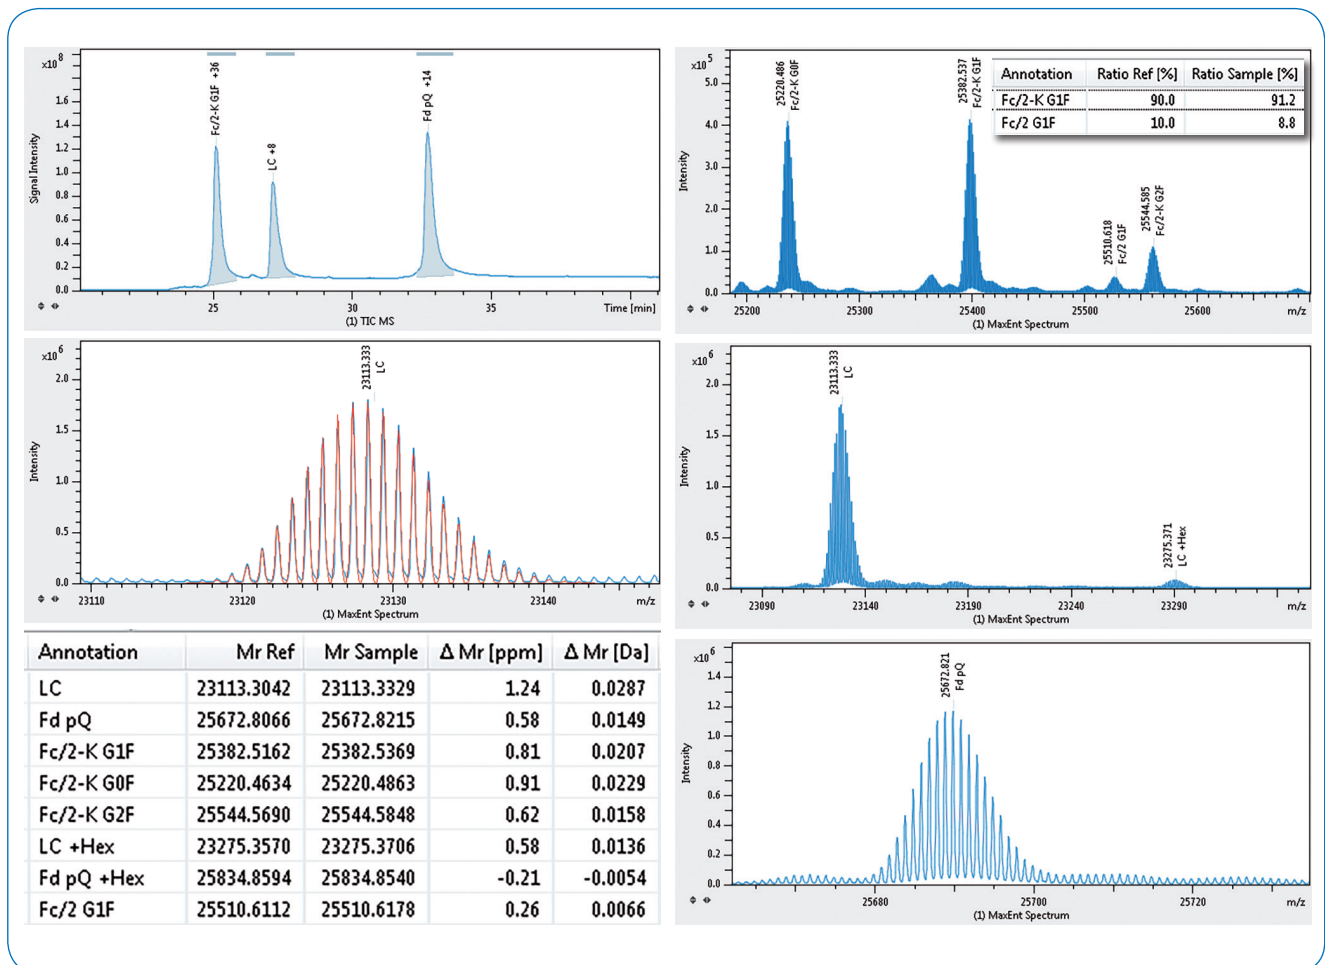 x10 8
Signal Intensity
1.6
1.4
1.2
1.0
0.8
0.6
0.4
0.2
0.0
Fc/2-K G1F +36
LC +8
Fd pQ +14
25 30 35 Time [min]
(1) TIC MS
x10 5
Intensity
5.0
4.0
3.0
2.0
1.0
0.0
25220.486
Fc/2-K G0F
25382.537
Fc/2-K G1F
25510.618
Fc/2 G1F
25544.585
Fc/2-K G2F
Annotation Ratio Ref [%] Ratio Sample [%]
Fc/2-K G1F 90.0 91.2
Fc/2 G1F 10.0 8.8
25200 25300 25400 25500 25600 m/z
(1) MaxEnt Spectrum
x10 6
Intensity
2.0
1.5
1.0
0.5
0.0
23113.333
LC
23110 23120 23130 23140 m/z
(1) MaxEnt Spectrum
x10 6
Intensity
2.0
1.5
1.0
0.5
0.0
23113.333
LC
23275.371
LC +Hex
23090 23140 23190 23240 23290 m/z
(1) MaxEnt Spectrum
Annotation Mr Ref Mr Sample Δ Mr [ppm] Δ Mr [Da]
LC 23113.3042 23113.3329 1.24 0.0287
Fd pQ 25672.8066 25672.8215 0.58 0.0149
Fc/2-K G1F 25382.5162 25382.5369 0.81 0.0207
Fc/2-K G0F 25220.4634 25220.4863 0.91 0.0229
Fc/2-K G2F 25544.5690 25544.5848 0.62 0.0158
LC +Hex 23275.3570 23275.3706 0.58 0.0136
Fd pQ +Hex 25834.8594 25834.8540 -0.21 -0.0054
Fc/2 G1F 25510.6112 25510.6178 0.26 0.0066
x10 6
Intensity
1.4
1.2
1.0
0.8
0.6
0.4
0.2
0.0
25672.821
Fd pQ
25680 25700 25720 m/z
(1) MaxEnt Spectrum